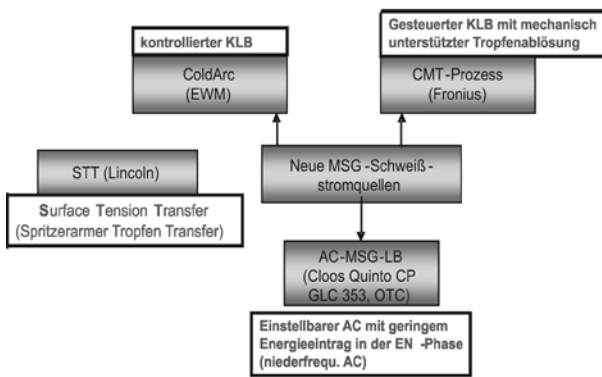 kontrollierter KLB
ColdArc
(EWM)
Gesteuerter KLB mit mechanisch
unterstützter Tropfenablösung
CMT-Prozess
(Fronius)
STT (Lincoln)
Surface Tension Transfer
(Spritzerarmer Tropfen Transfer)
Neue MSG -Schweiß -
stromquellen
AC-MSG-LB
(Cloos Quinto CP
GLC 353, OTC)
Einstellbarer AC mit geringem
Energieeintrag in der EN -Phase
(niederfrequ. AC)